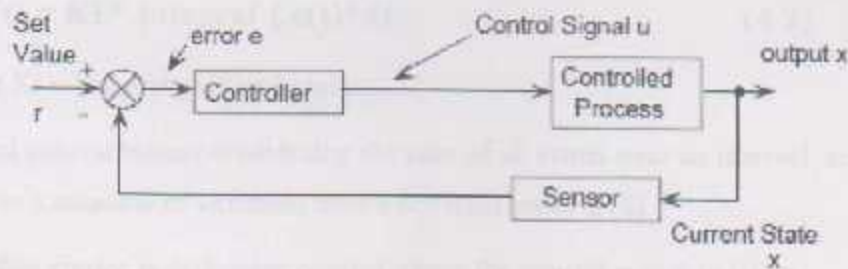 Set
Value
+
r
-
error e
Controller
Control Signal u
Controlled
Process
output x
Sensor
Current State
x